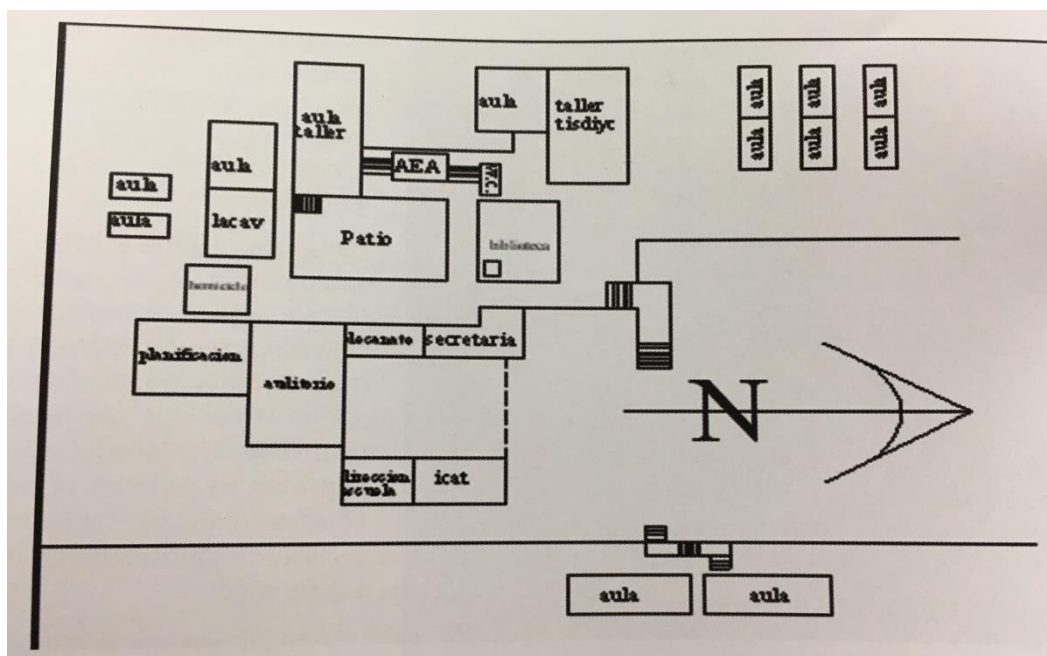 aula
taller
aula
taller
tisdiyc
aula
aula
aula
aula
aula
aula
AEA
W.C.
aula
lacav
aula
aula
Patio
biblioteca
hemiciclo
planificacion
auditorio
decanato
secretaria
N
direccion
escuela
icat
aula
aula